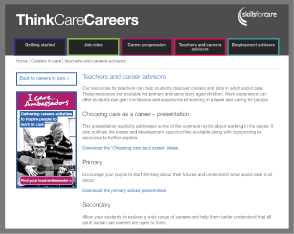 ThinkCareCareers
skillsforcare
Getting started
Job roles
Career progression
Teachers and careers advisors
Employment advisers
Home | Careers in care | teachers-and-careers-advisors
Back to careers in care >
I care...
Ambassadors
Delivering careers activities
to inspire people to
work in care
Find your local ambassador >
Teachers and career advisors
Our resources for teachers can help students discover careers and jobs in adult social care.
These resources are available for primary and secondary aged children. Work experience can
offer students gain confidence and experience of working in a team and caring for people.
Choosing care as a career - presentation
This presentation explicitly addresses some of the common myths about working in the sector. It
also outlines the career and development opportunities available along with signposting to
resources to further explore.
Download the 'Choosing care as a career' slides.
Primary
Encourage your pupils to start thinking about their futures and understand what social care is all
about.
Download the primary school presentation
Secondary
Allow your students to explore a wide range of careers and help them better understand that all
adult social care careers are open to them.